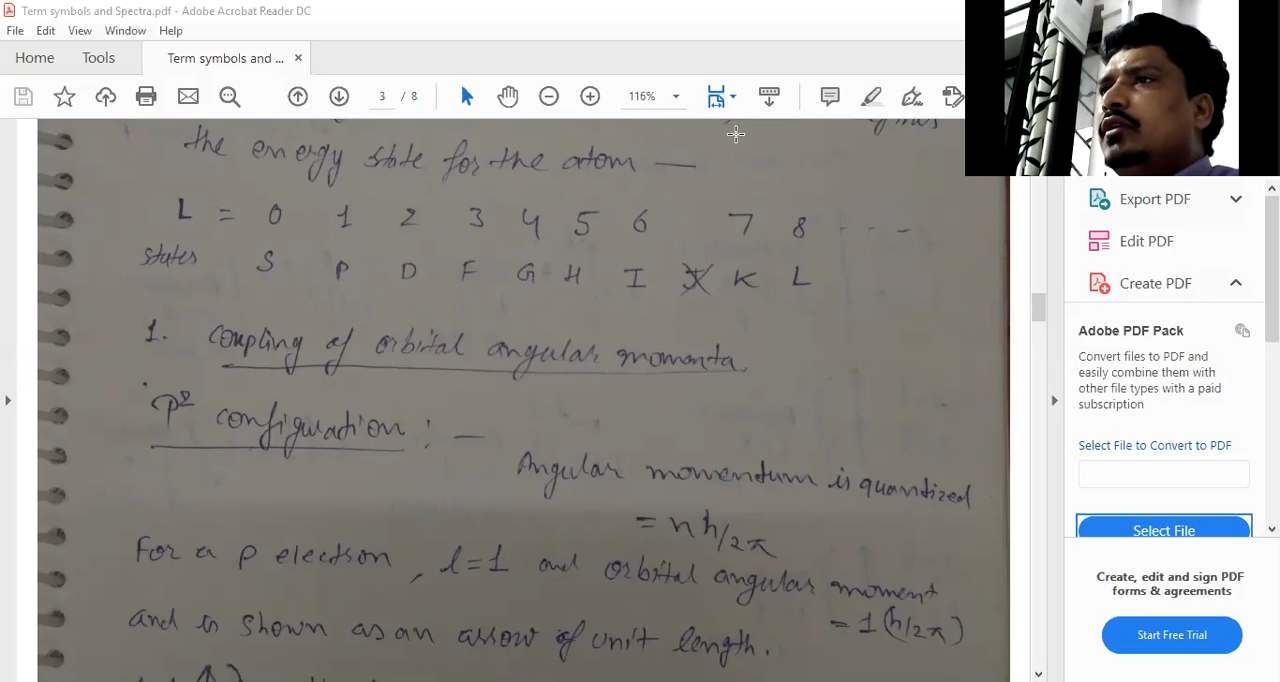 Term symbols and Spectra.pdf - Adobe Acrobat Reader DC
File Edit View Window Help
Home Tools Term symbols and ... ×
3 / 8 116%
the energy state for the atom —
L = 0 1 2 3 4 5 6 7 8 - - -
states S P D F G H I J K L
1. Coupling of orbital angular momenta
P² configuration : —
Angular momentum is quantized
= nh/2π
For a p electron, l=1 and orbital angular moment
= 1(h/2π)
and is shown as an arrow of unit length.
Export PDF
Edit PDF
Create PDF
Adobe PDF Pack
Convert files to PDF and
easily combine them with
other file types with a paid
subscription
Select File to Convert to PDF
Select File
Create, edit and sign PDF
forms & agreements
Start Free Trial